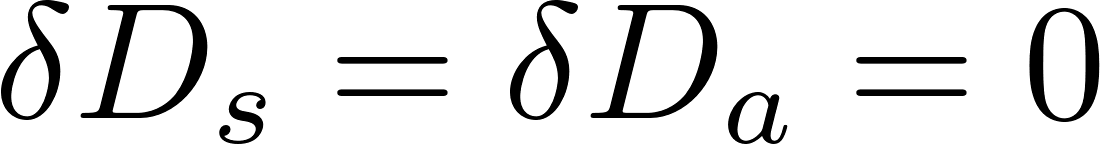 δD_s = δD_a = 0